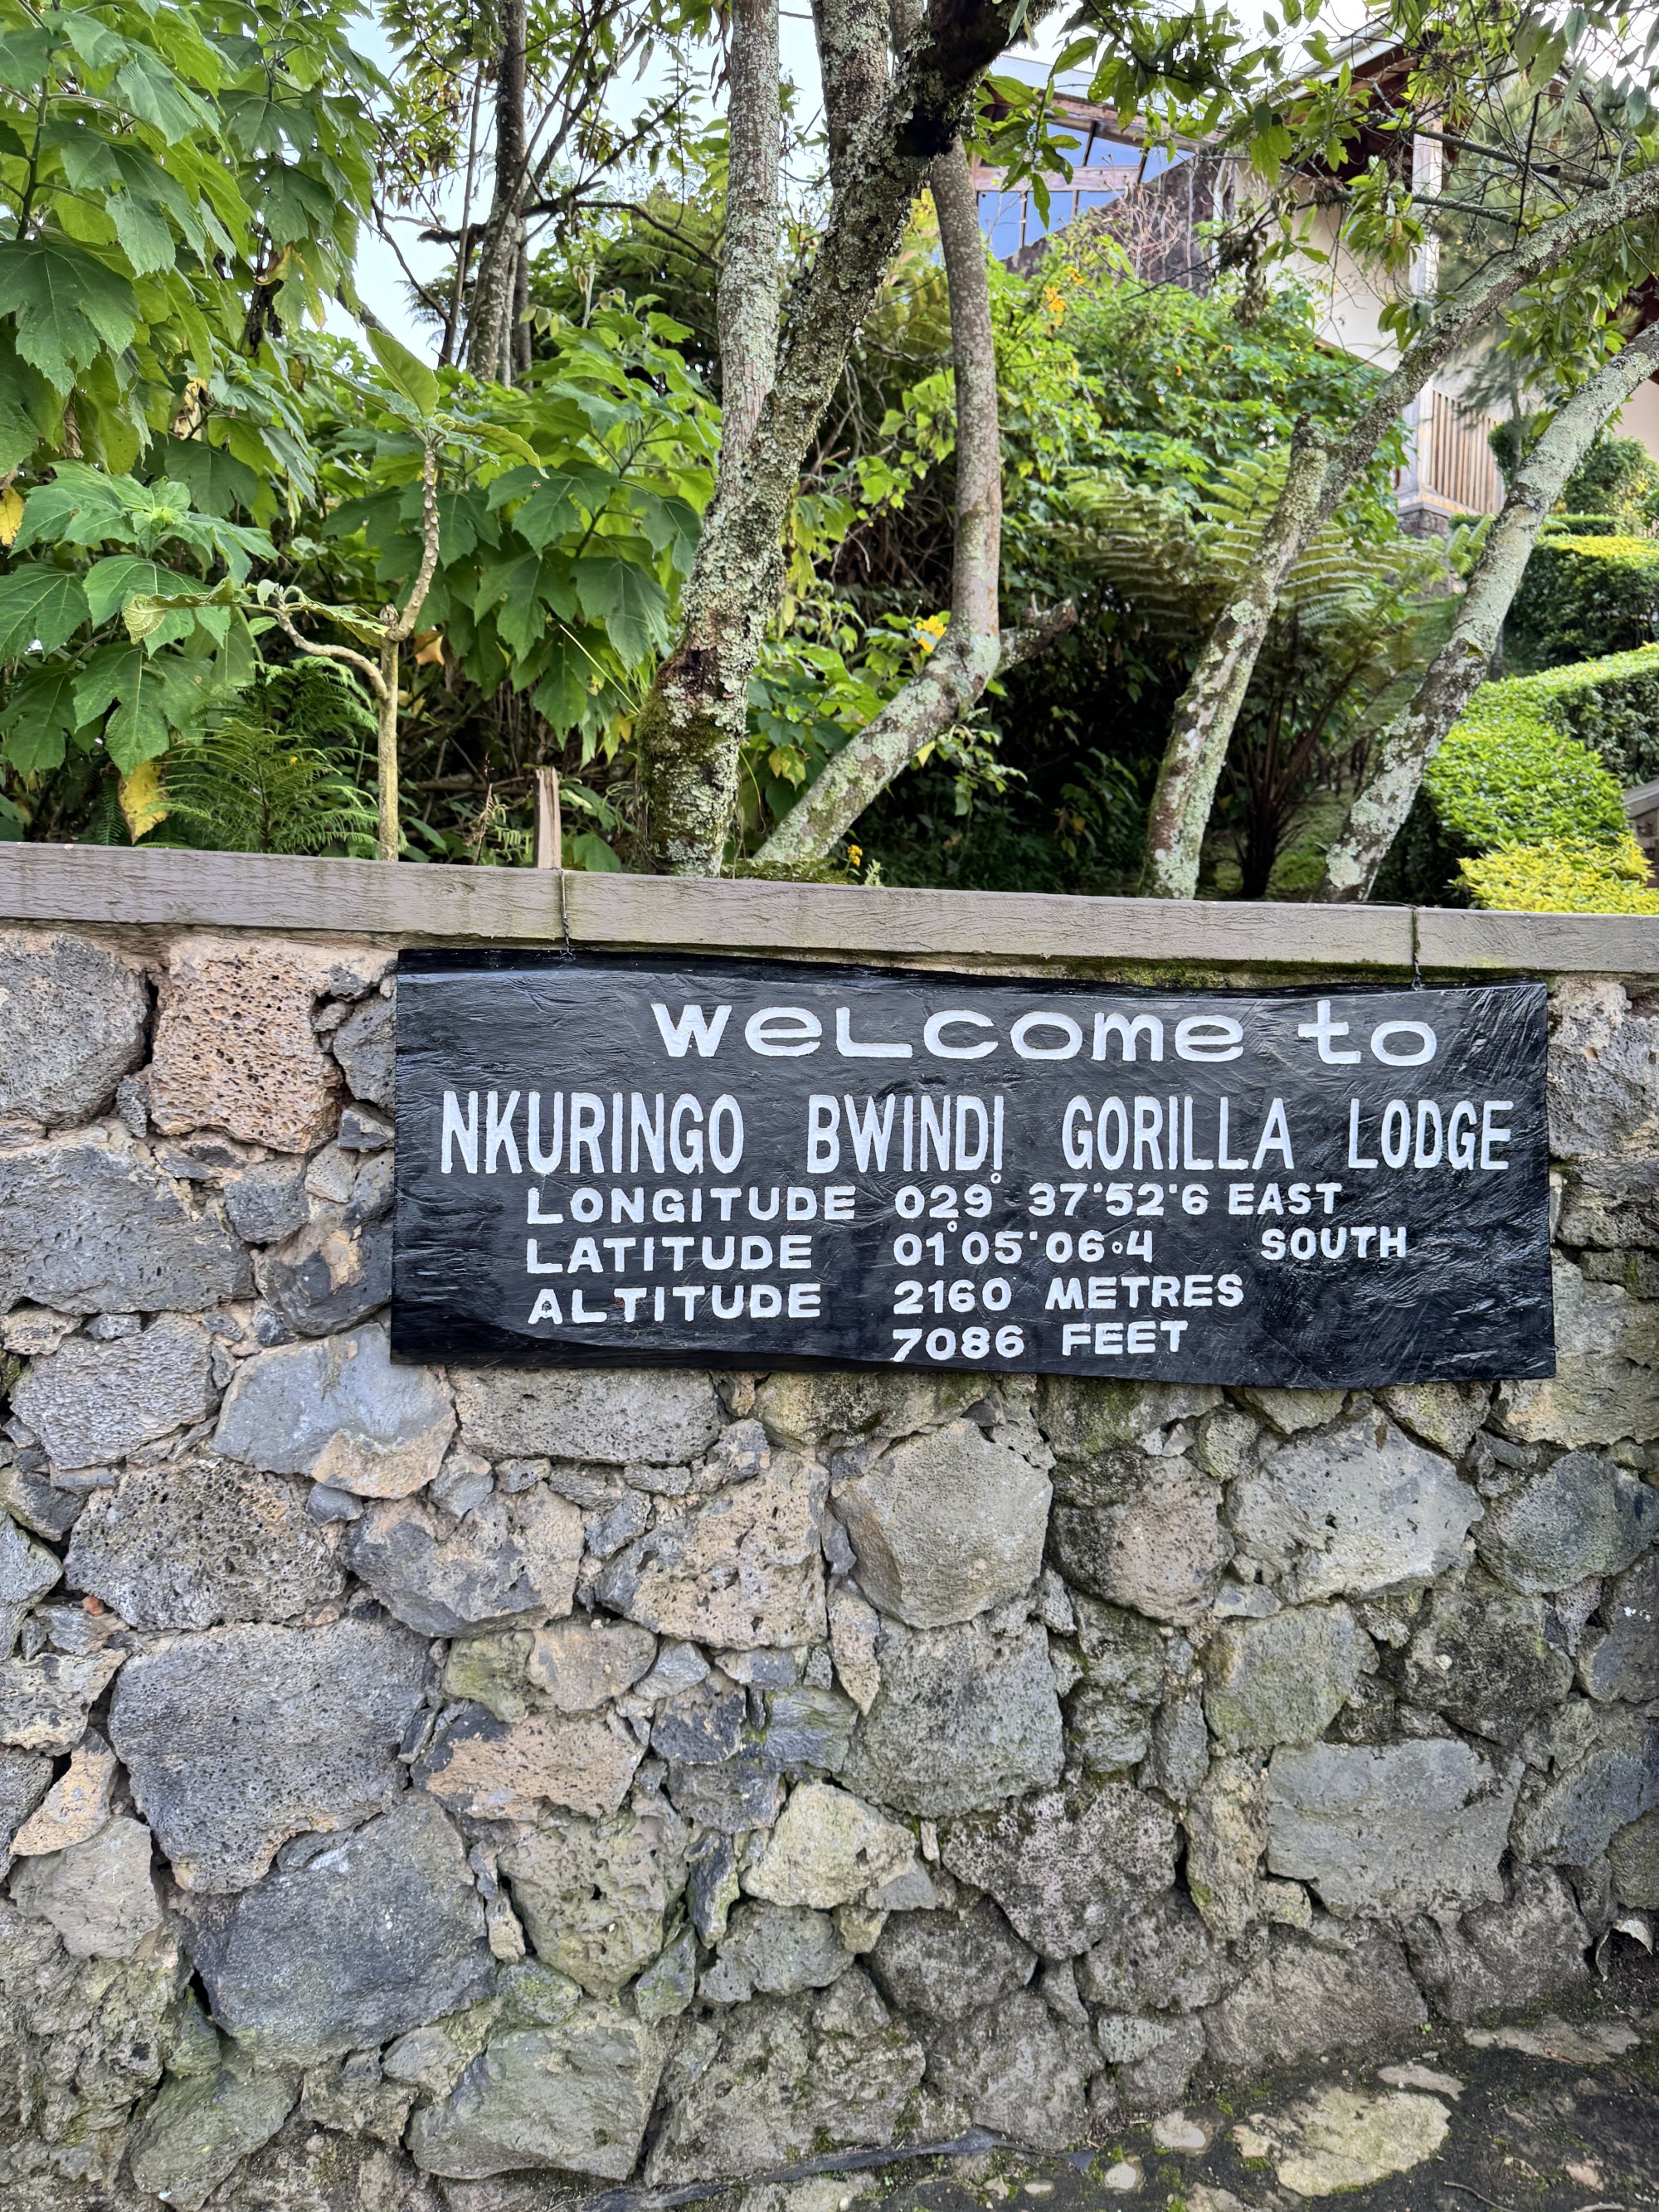 weLcome to
NKURINGO BWINDI GORILLA LODGE
LONGITUDE 029° 37'52'6 EAST
LATITUDE 01°05'06.4 SOUTH
ALTITUDE 2160 METRES
7086 FEET